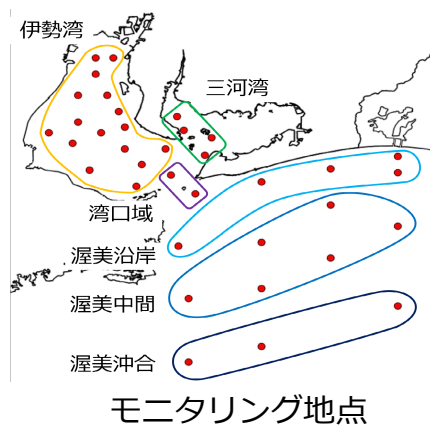 伊勢湾
三河湾
湾口域
渥美沿岸
渥美中間
渥美沖合
モニタリング地点